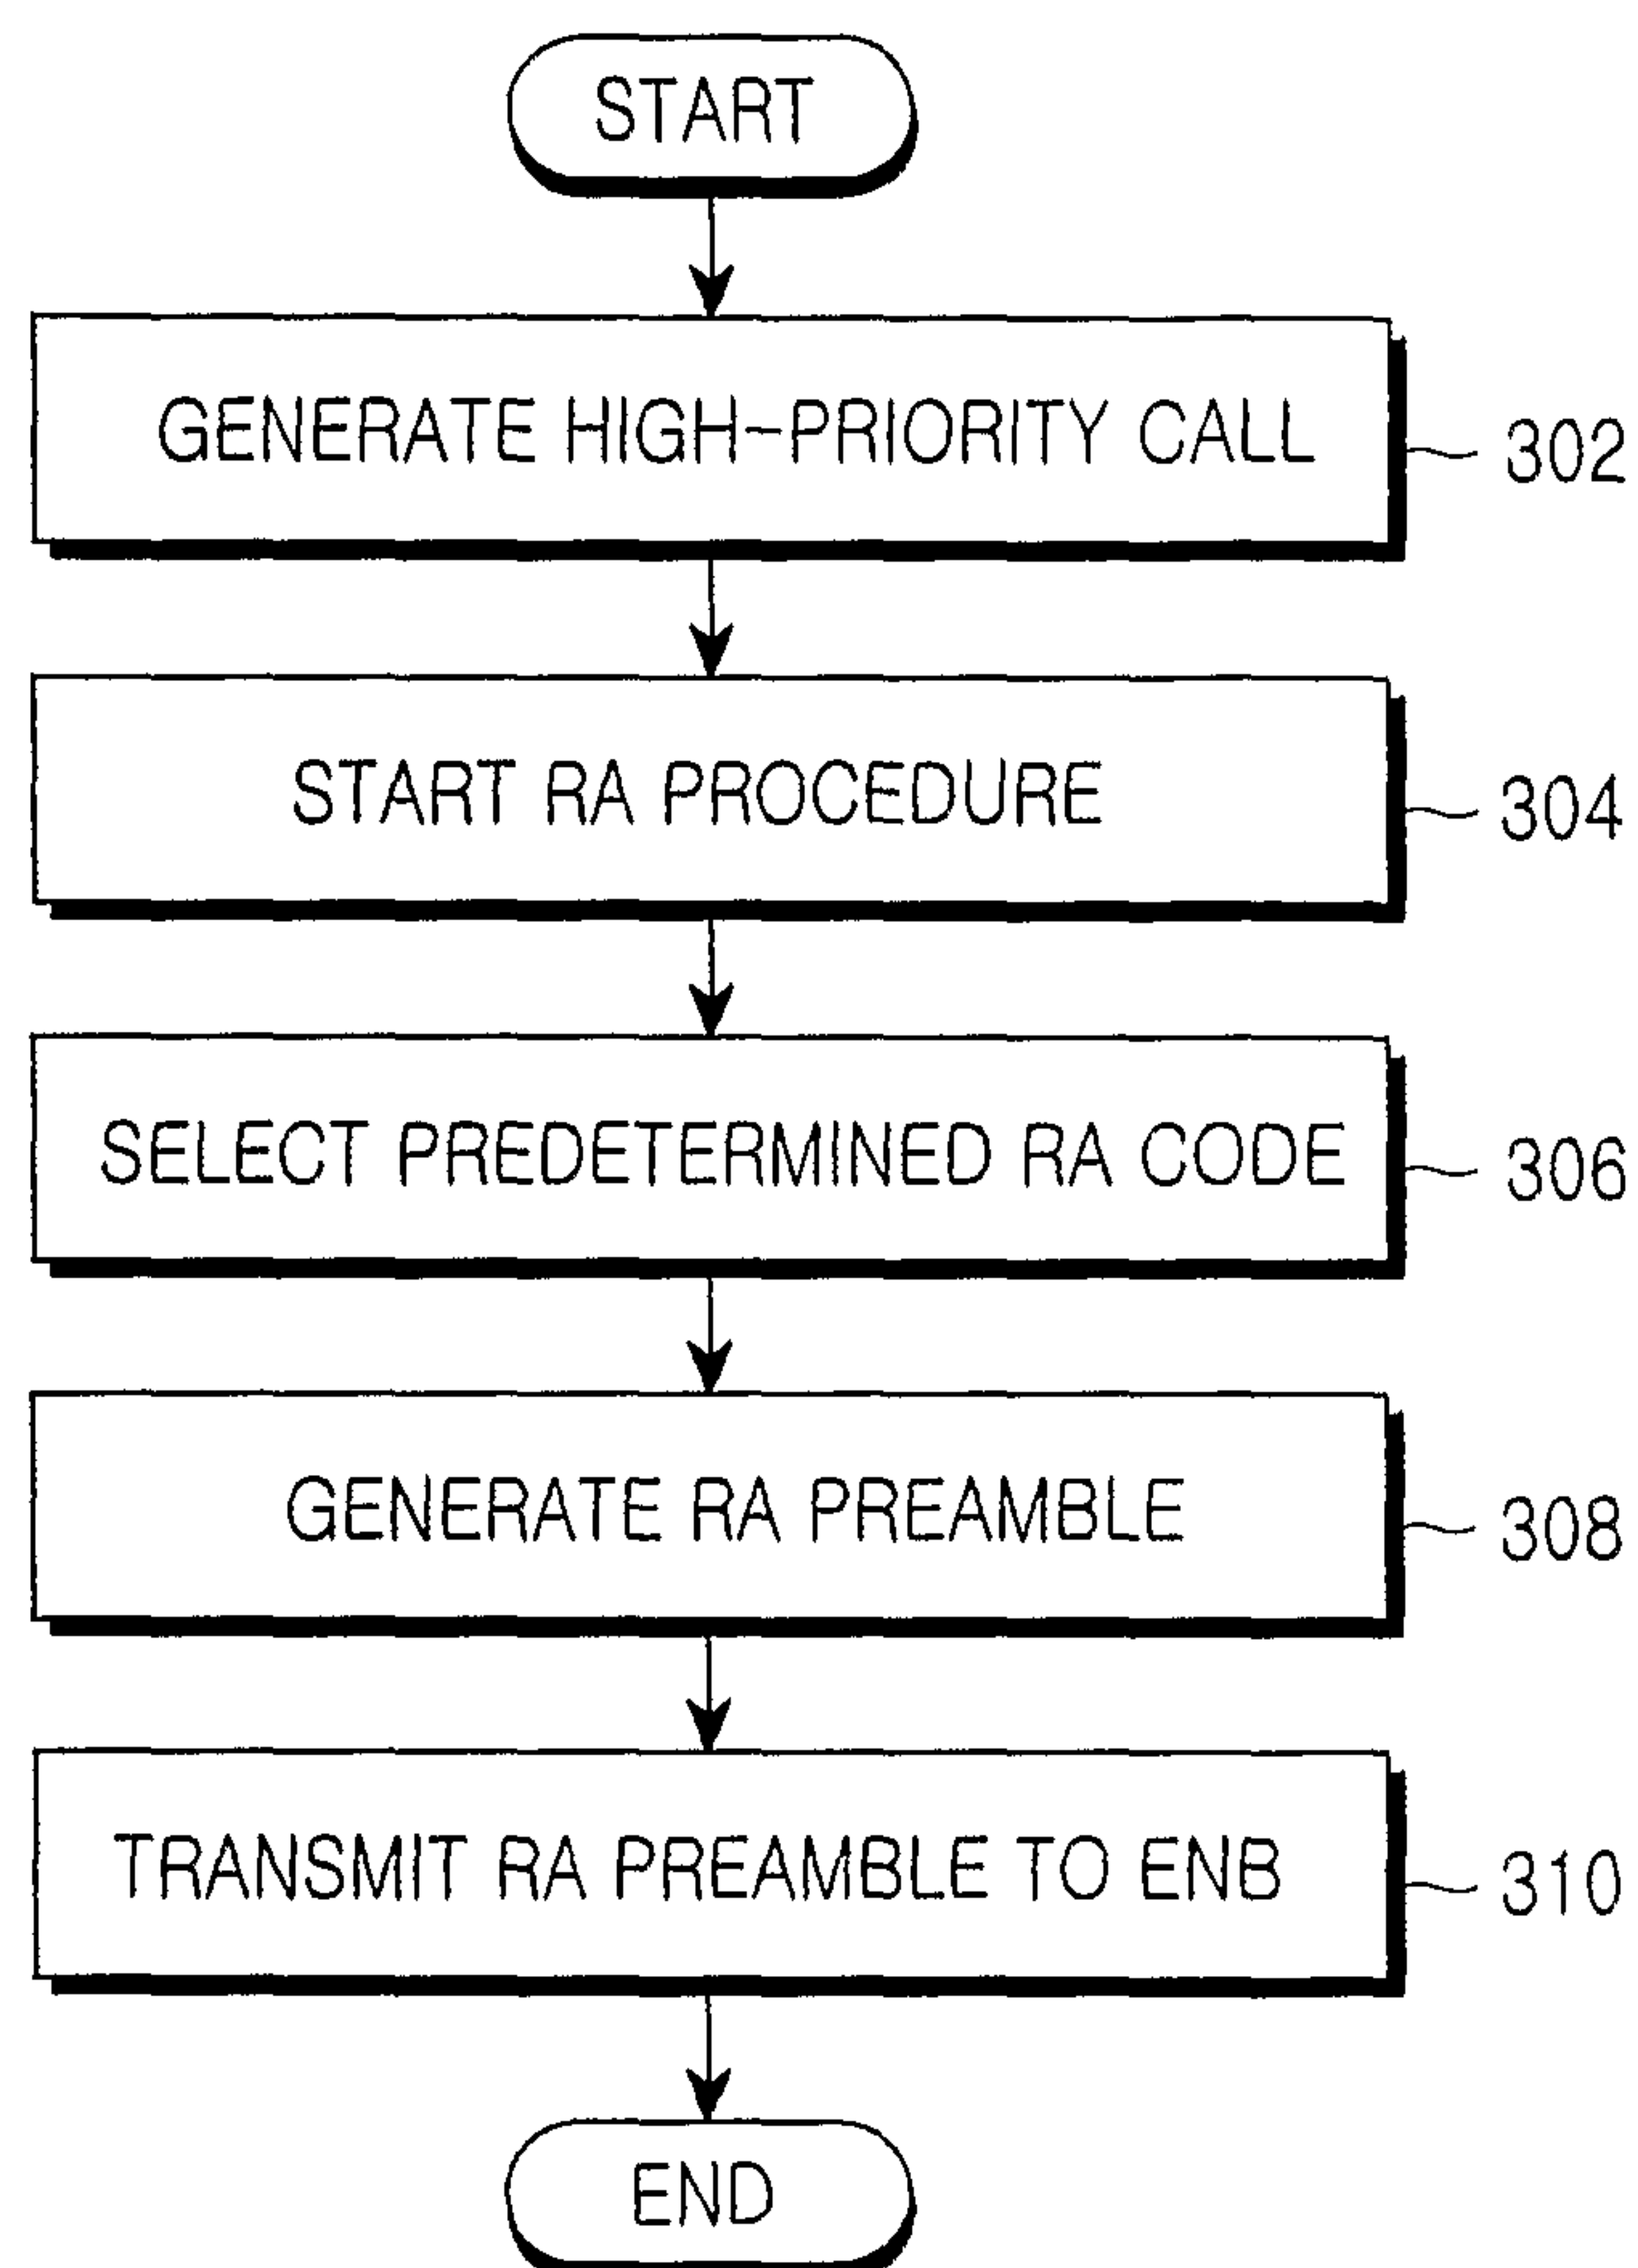 START
GENERATE HIGH-PRIORITY CALL
302
START RA PROCEDURE
304
SELECT PREDETERMINED RA CODE
306
GENERATE RA PREAMBLE
308
TRANSMIT RA PREAMBLE TO ENB
310
END